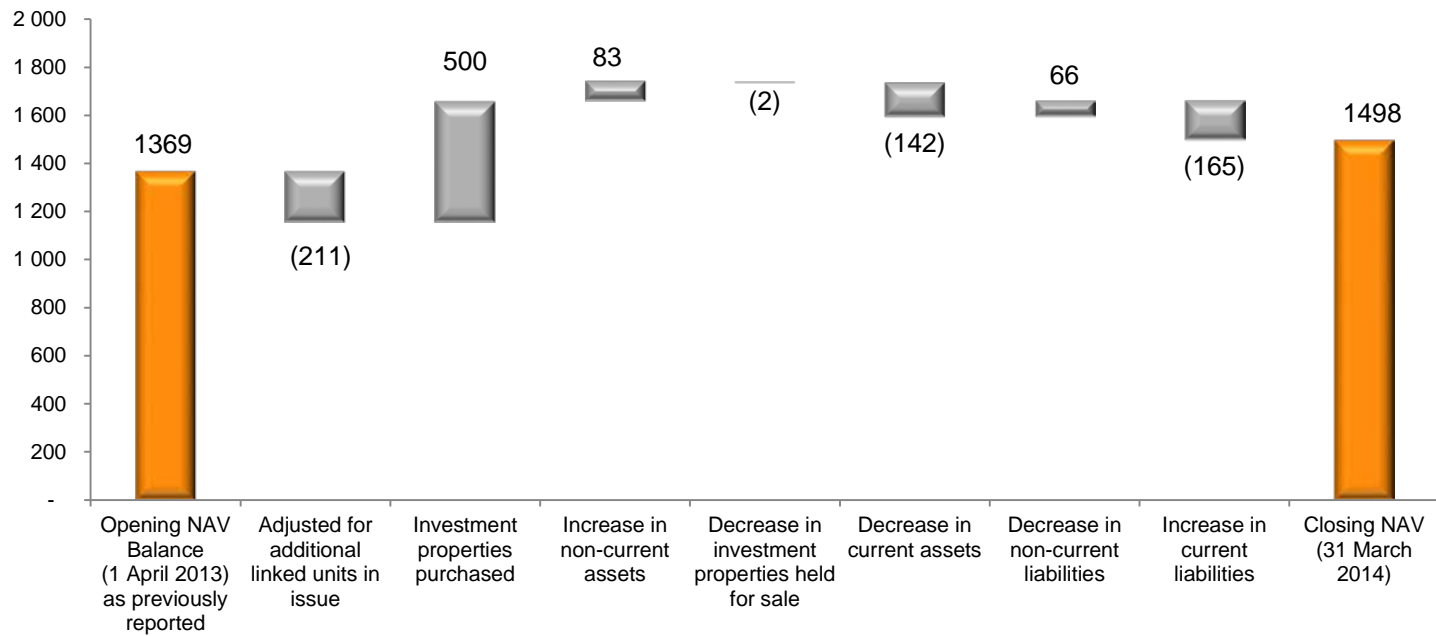 2 000
1 800
1 600
1 400
1 200
1 000
800
600
400
200
-
1369
(211)
500
83
(2)
(142)
66
(165)
1498
Opening NAV
Balance
(1 April 2013)
as previously
reported
Adjusted for
additional
linked units in
issue
Investment
properties
purchased
Increase in
non-current
assets
Decrease in
investment
properties held
for sale
Decrease in
current assets
Decrease in
non-current
liabilities
Increase in
current
liabilities
Closing NAV
(31 March
2014)